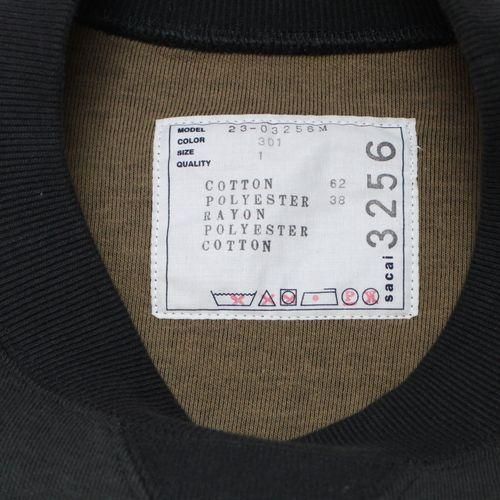 MODEL 23-03256M
COLOR 301
SIZE 1
QUALITY
COTTON 62
POLYESTER 38
RAYON
POLYESTER
COTTON
sacai 3256